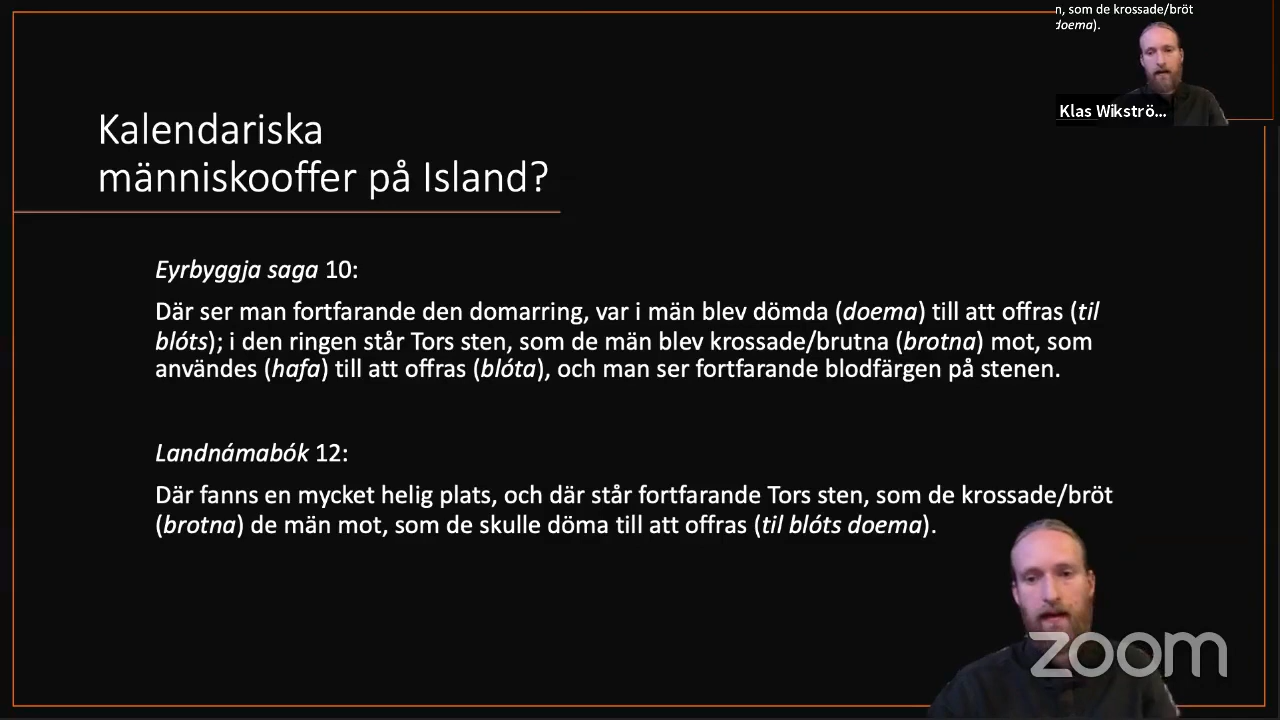 n, som de krossade/bröt
doema).
Klas Wikströ...
Kalendariska
människooffer på Island?
Eyrbyggja saga 10:
Där ser man fortfarande den domarring, var i män blev dömda (doema) till att offras (til
blóts); i den ringen står Tors sten, som de män blev krossade/brutna (brotna) mot, som
användes (hafa) till att offras (blóta), och man ser fortfarande blodfärgen på stenen.
Landnámabók 12:
Där fanns en mycket helig plats, och där står fortfarande Tors sten, som de krossade/bröt
(brotna) de män mot, som de skulle döma till att offras (til blóts doema).
zoom